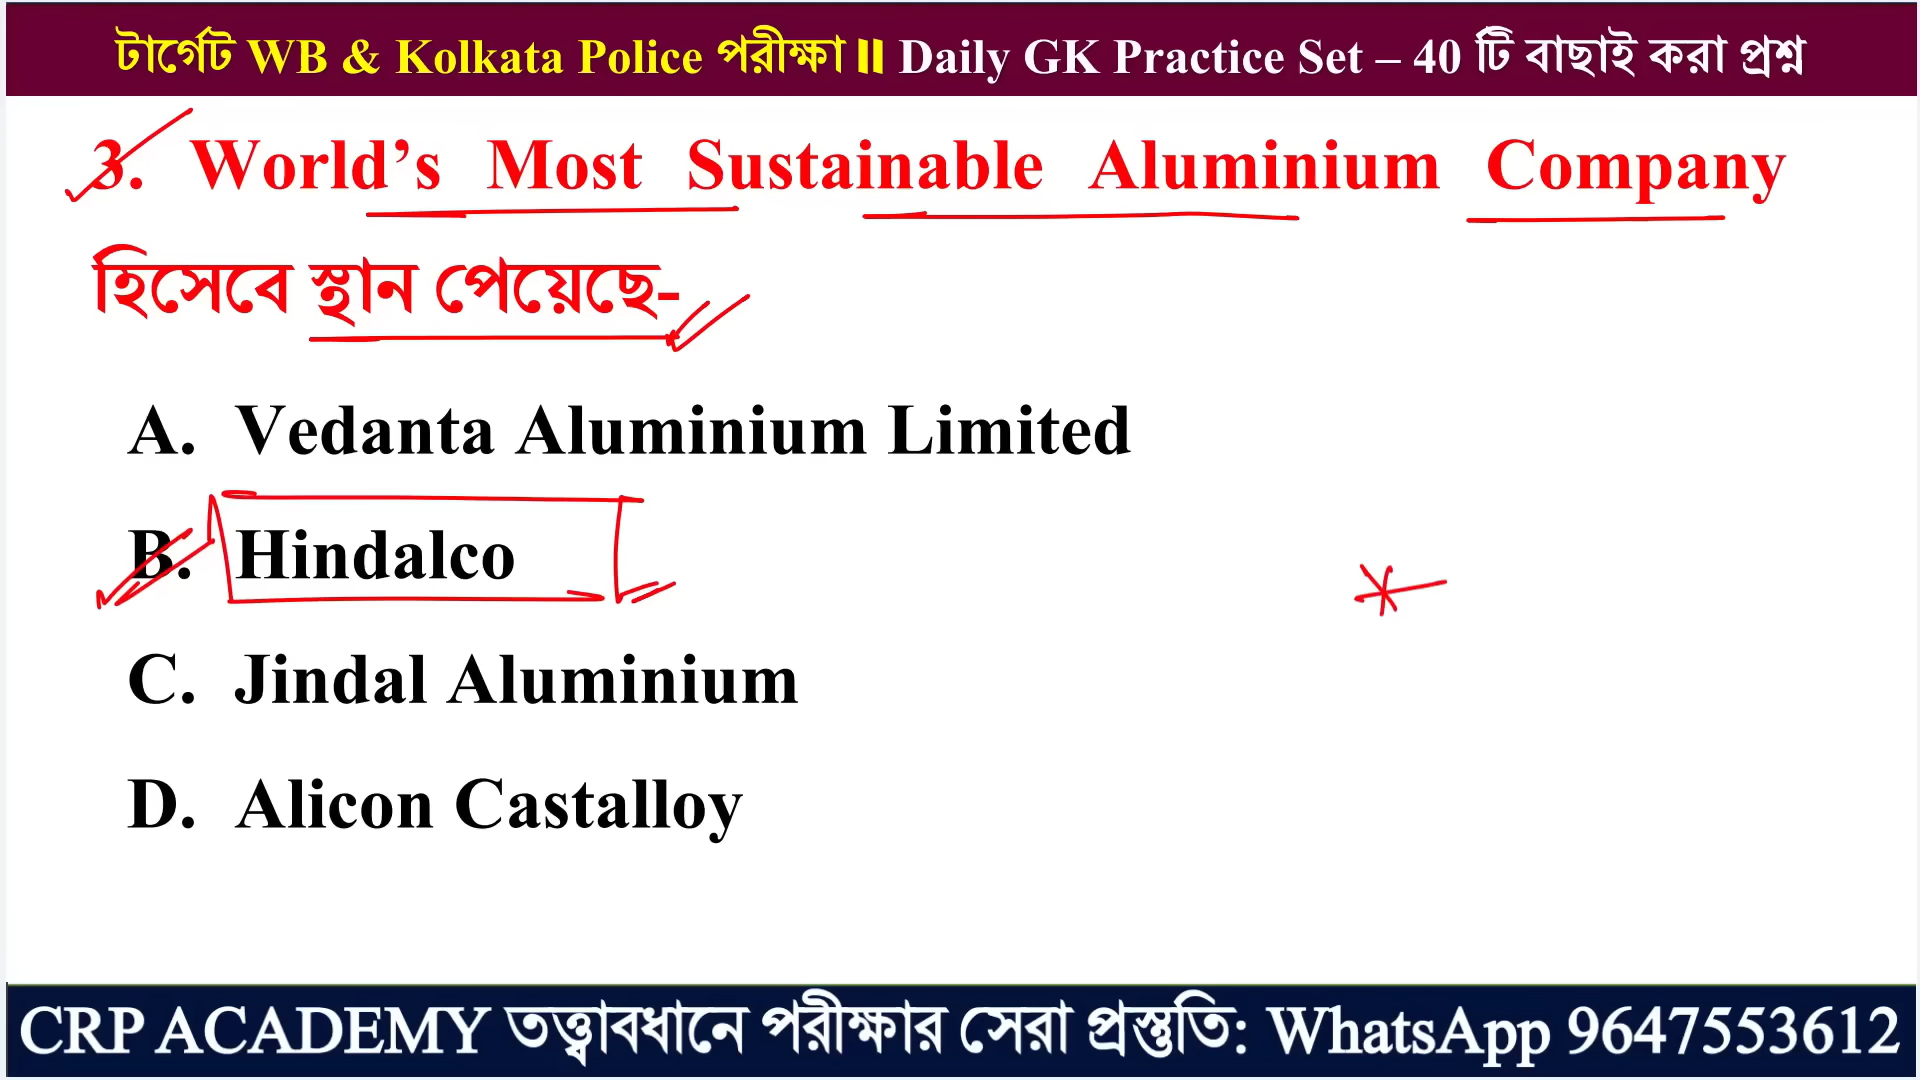 টার্গেট WB & Kolkata Police পরীক্ষা॥ Daily GK Practice Set – 40 টি বাছাই করা প্রশ্ন
3. World’s Most Sustainable Aluminium Company
হিসেবে স্থান পেয়েছে-
A. Vedanta Aluminium Limited
B. Hindalco
C. Jindal Aluminium
D. Alicon Castalloy
CRP ACADEMY তত্ত্বাবধানে পরীক্ষার সেরা প্রস্তুতি: WhatsApp 9647553612